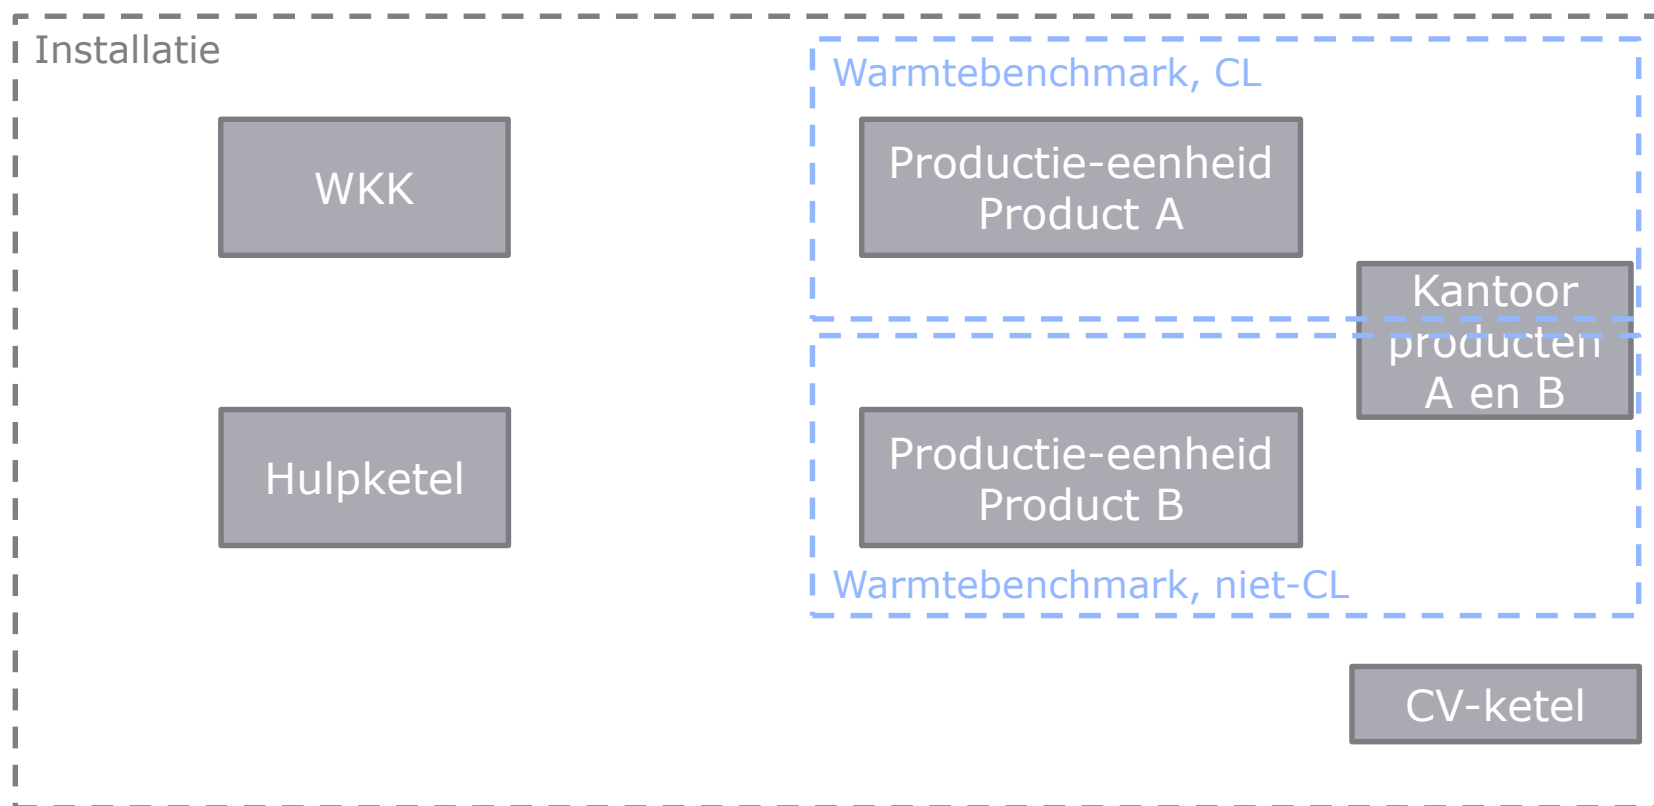 Installatie
Warmtebenchmark, CL
WKK
Productie-eenheid
Product A
Kantoor
producten
A en B
Hulpketel
Productie-eenheid
Product B
Warmtebenchmark, niet-CL
CV-ketel